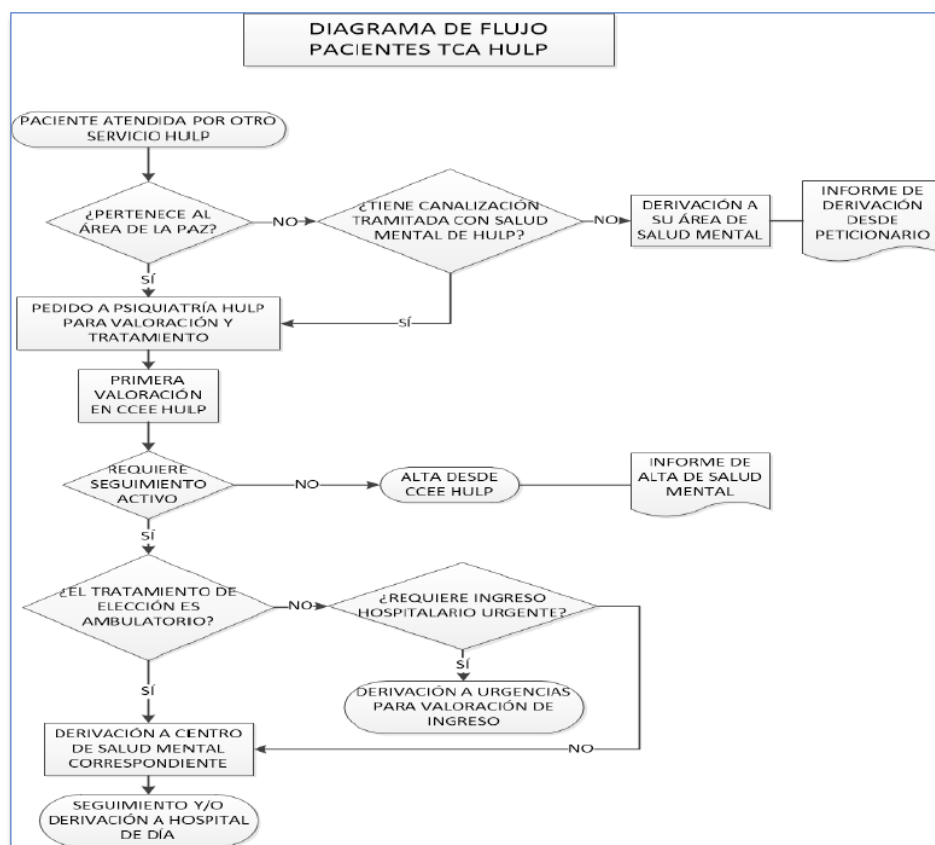 DIAGRAMA DE FLUJO
PACIENTES TCA HULP
PACIENTE ATENDIDA POR OTRO
SERVICIO HULP
¿PERTENECE AL
ÁREA DE LA PAZ?
NO
¿TIENE CANALIZACIÓN
TRAMITADA CON SALUD
MENTAL DE HULP?
NO
DERIVACIÓN A
SU ÁREA DE
SALUD MENTAL
INFORME DE
DERIVACIÓN
DESDE
PETICIONARIO
SÍ
SÍ
PEDIDO A PSIQUIATRÍA HULP
PARA VALORACIÓN Y
TRATAMIENTO
PRIMERA
VALORACIÓN
EN CCEE HULP
REQUIERE
SEGUIMIENTO
ACTIVO
NO
ALTA DESDE
CCEE HULP
INFORME DE
ALTA DE SALUD
MENTAL
SÍ
¿EL TRATAMIENTO DE
ELECCIÓN ES
AMBULATORIO?
NO
¿REQUIERE INGRESO
HOSPITALARIO URGENTE?
SÍ
SÍ
DERIVACIÓN A URGENCIAS
PARA VALORACIÓN DE
INGRESO
DERIVACIÓN A CENTRO
DE SALUD MENTAL
CORRESPONDIENTE
NO
SEGUIMIENTO Y/O
DERIVACIÓN A HOSPITAL
DE DÍA